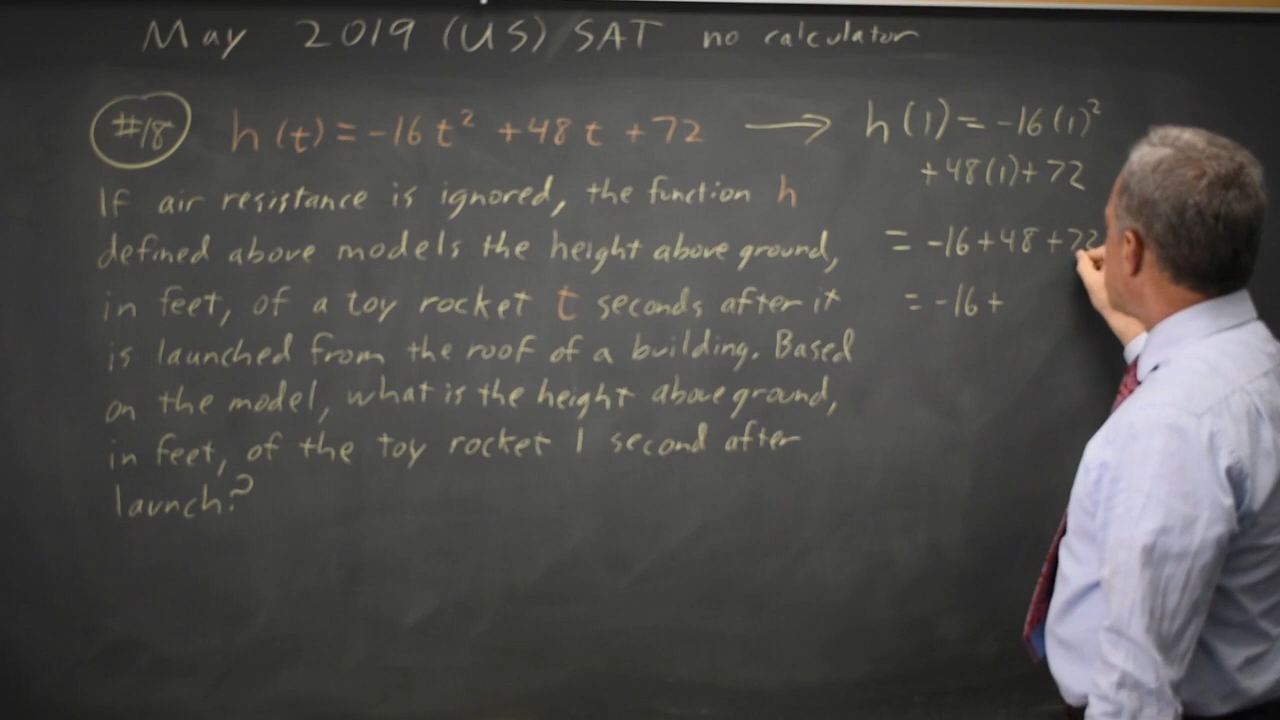 May 2019 (US) SAT no calculator
#18 h(t) = -16t² + 48t + 72 → h(1) = -16(1)²
+48(1)+72
If air resistance is ignored, the function h
defined above models the height above ground,
= -16+48+72
in feet, of a toy rocket t seconds after it
= -16+
is launched from the roof of a building. Based
on the model, what is the height above ground,
in feet, of the toy rocket 1 second after
launch?